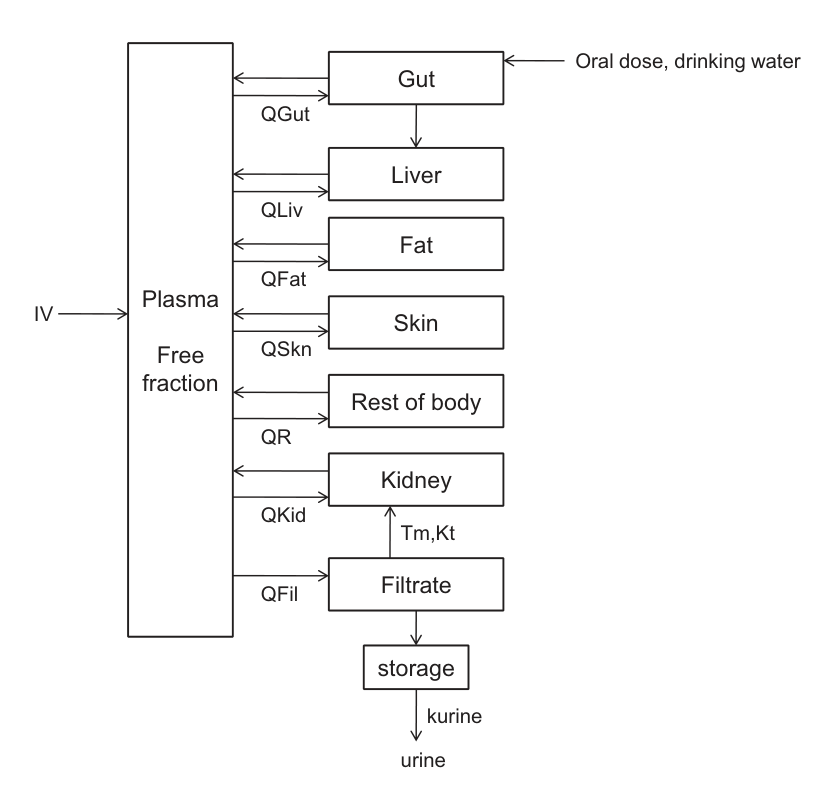 Gut
Oral dose, drinking water
QGut
Liver
QLiv
Fat
QFat
IV
Plasma
Free
fraction
Skin
QSkn
Rest of body
QR
Kidney
QKid
Tm,Kt
Filtrate
QFil
storage
kurine
urine